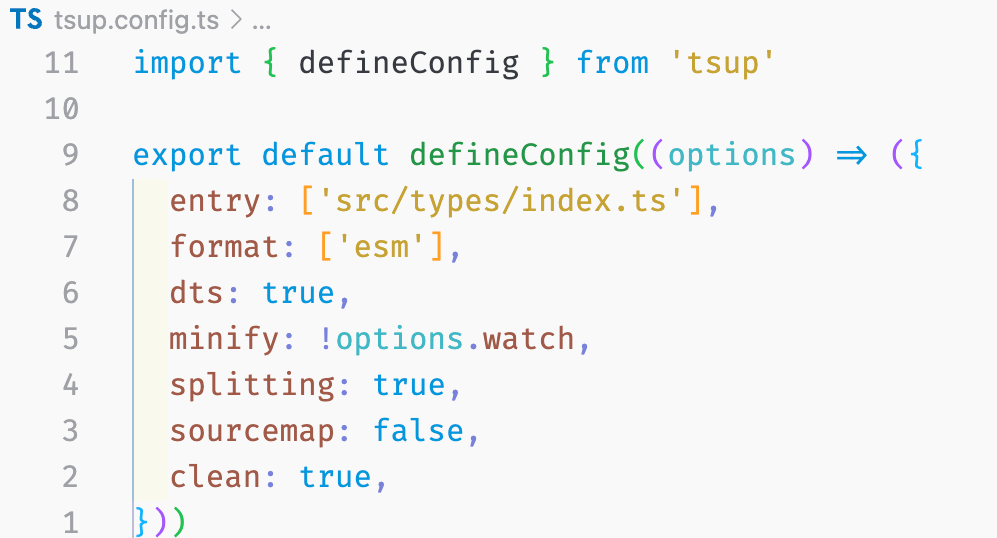 TS tsup.config.ts > ...
11 import { defineConfig } from 'tsup'
10
9 export default defineConfig((options) => ({
8   entry: ['src/types/index.ts'],
7   format: ['esm'],
6   dts: true,
5   minify: !options.watch,
4   splitting: true,
3   sourcemap: false,
2   clean: true,
1 }))